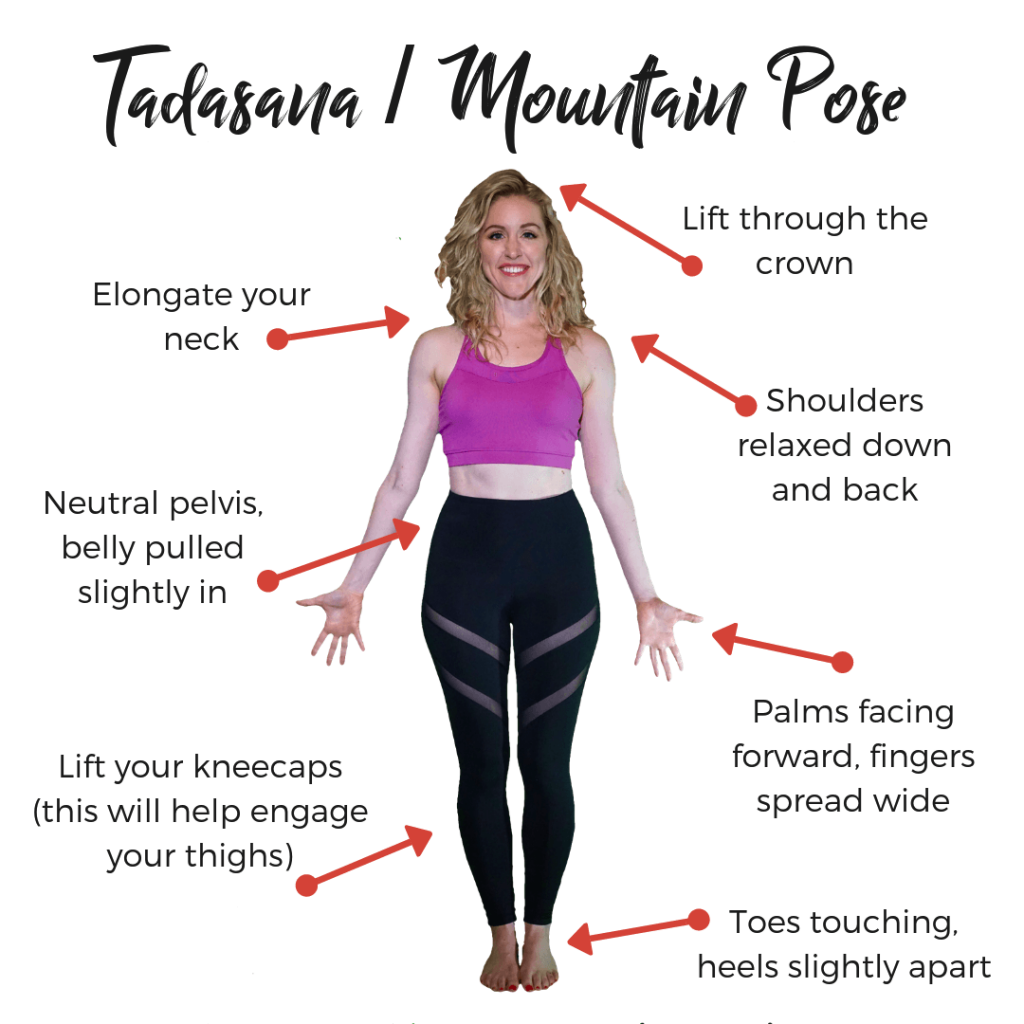 Tadasana / Mountain Pose
Lift through the
crown
Elongate your
neck
Shoulders
relaxed down
and back
Neutral pelvis,
belly pulled
slightly in
Palms facing
forward, fingers
spread wide
Lift your kneecaps
(this will help engage
your thighs)
Toes touching,
heels slightly apart